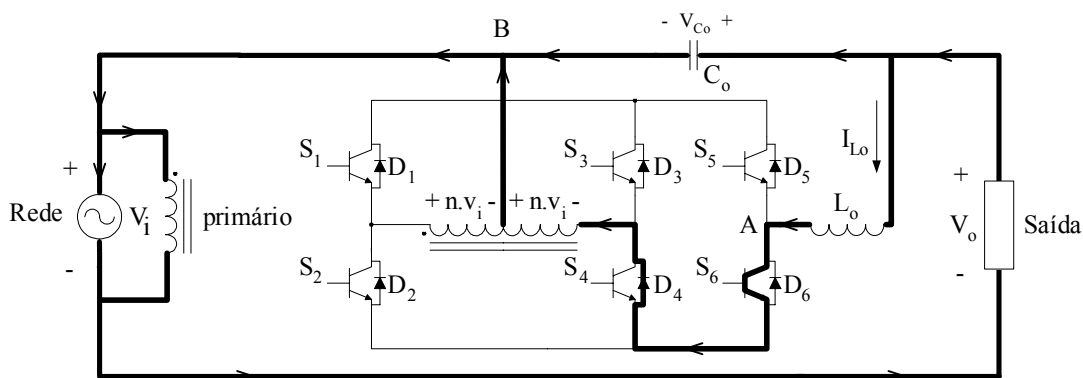 - V_Co +
B
C_o
S_1
D_1
S_3
D_3
S_5
D_5
I_Lo
+
Rede
V_i
-
primário
+ n.v_i - + n.v_i -
A
L_o
+
V_o
-
Saída
S_2
D_2
S_4
D_4
S_6
D_6